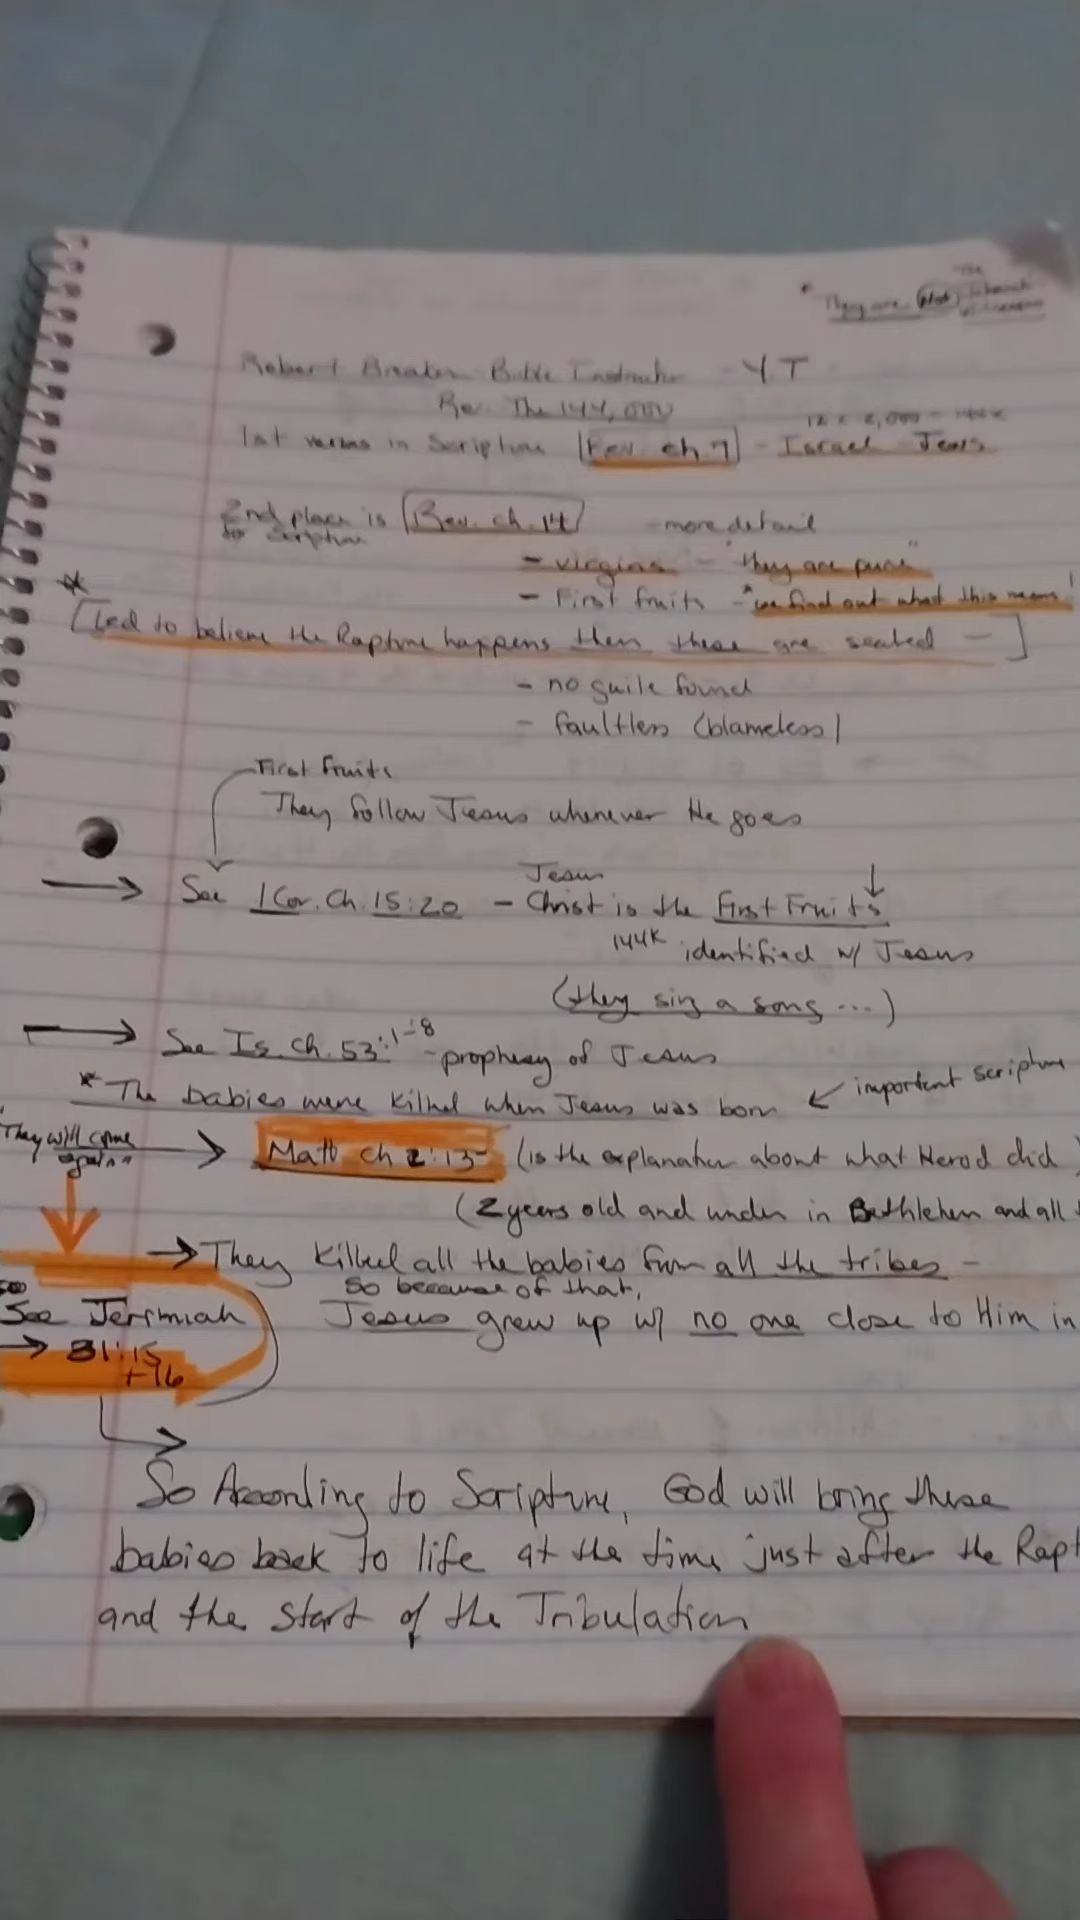 The
* They are Not Jehovah
Witnesses
Robert Breaker Bible Instructor - Y.T
Rev. The 144,000
12 x 2,000 = 144K
1st verses in Scripture Rev. ch 7 - Israel Jews
2nd place is Rev. ch. 14 - more detail
for Scripture
- virgins - "they are pure"
- First fruits - *we find out what this means!
*
[Led to believe the Rapture happens then these are sealed - ]
- no guile found
- faultless (blameless)
First Fruits
They follow Jesus wherever He goes
Jesus
See 1 Cor. Ch. 15:20 - Christ is the First Fruits
144K identified w/ Jesus
(they sing a song ...)
See Is. Ch. 53:1-8 - prophecy of Jesus
* The babies were killed when Jesus was born important scripture
They will come
again
Matt ch 2:13 (is the explanation about what Herod did)
(2 years old and under in Bethlehem and all
They killed all the babies from all the tribes -
so because of that,
See Jermiah Jesus grew up w/ no one close to Him in
31:15
+16
So According to Scripture, God will bring these
babies back to life at the time just after the Rapt
and the start of the Tribulation